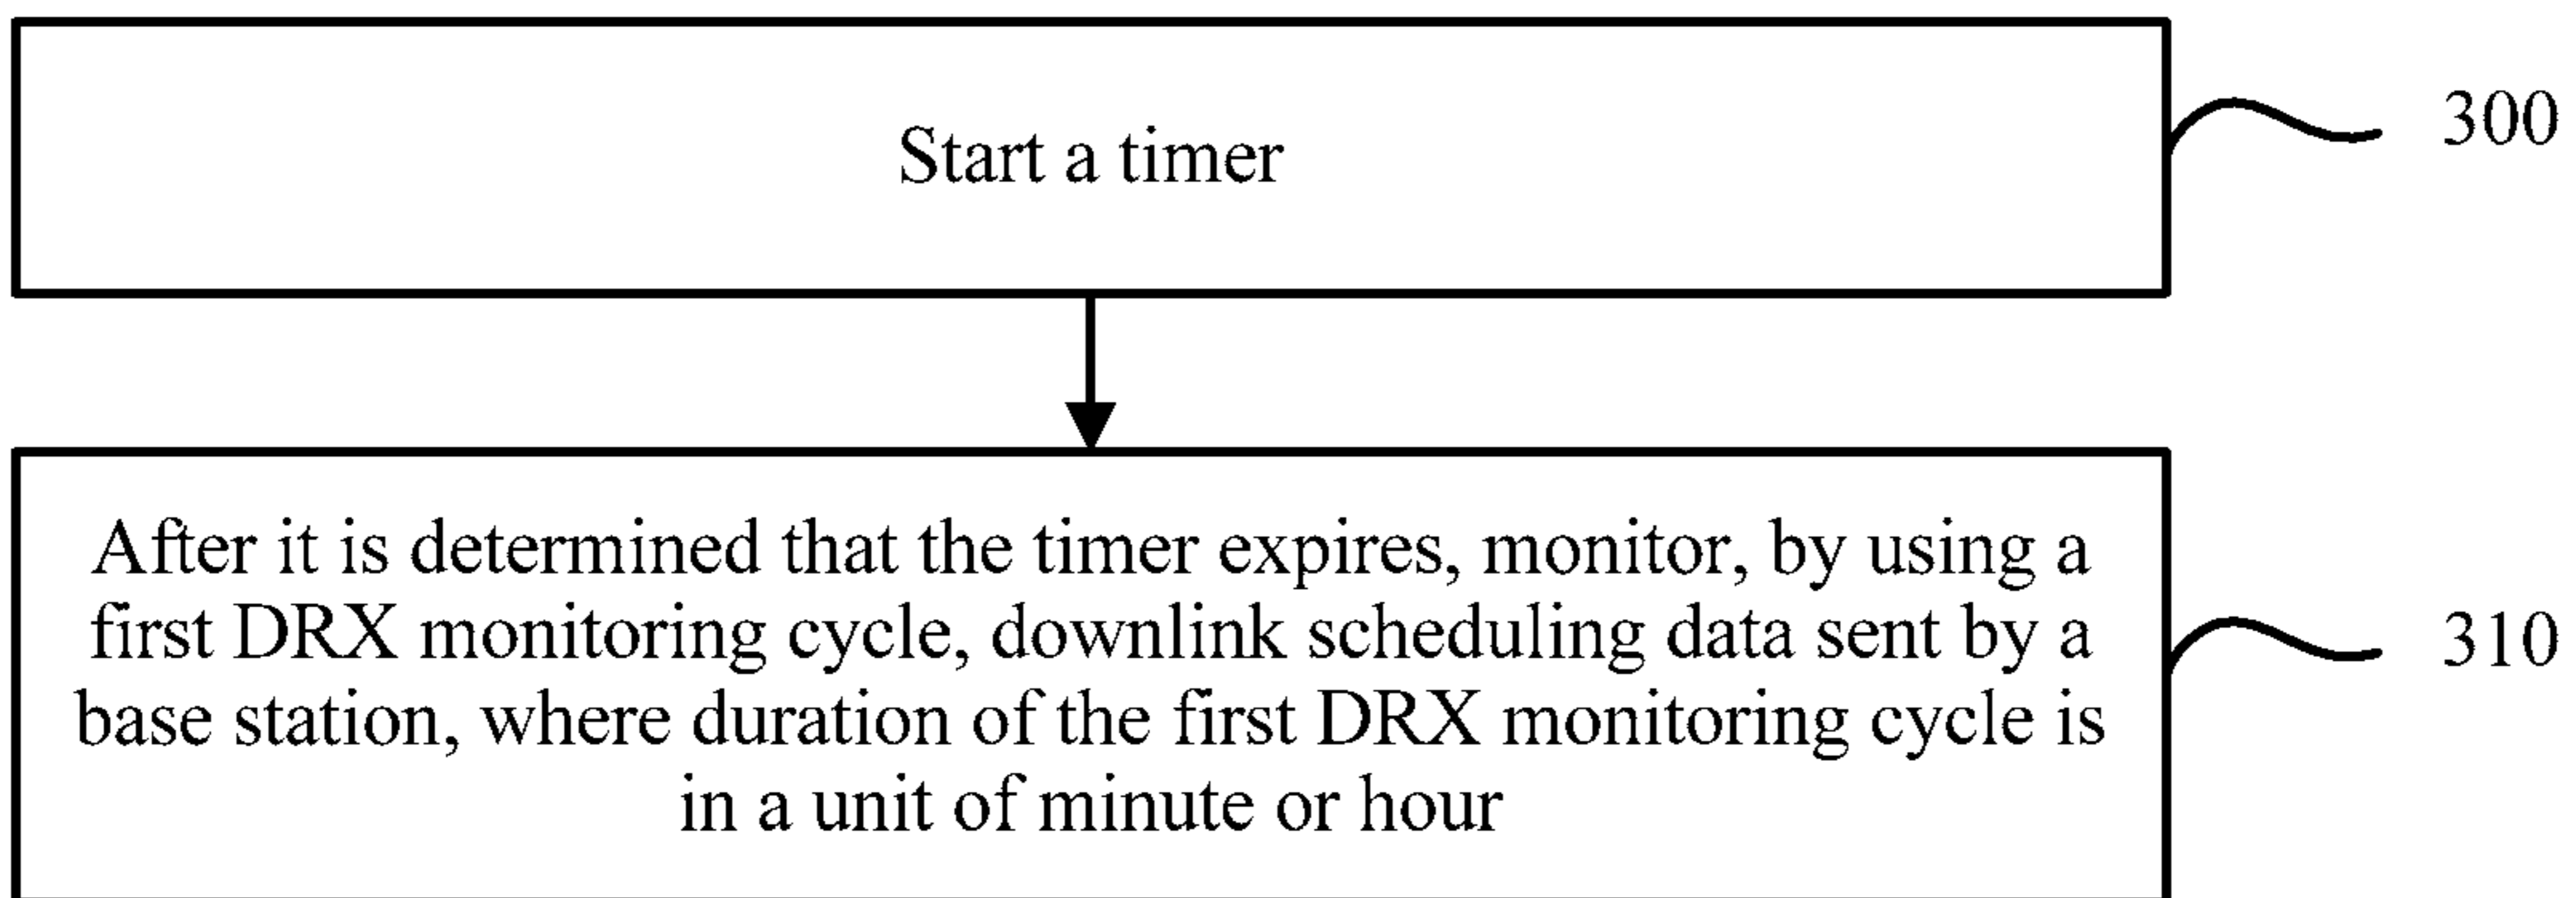 Start a timer
300
After it is determined that the timer expires, monitor, by using a
first DRX monitoring cycle, downlink scheduling data sent by a
base station, where duration of the first DRX monitoring cycle is
in a unit of minute or hour
310